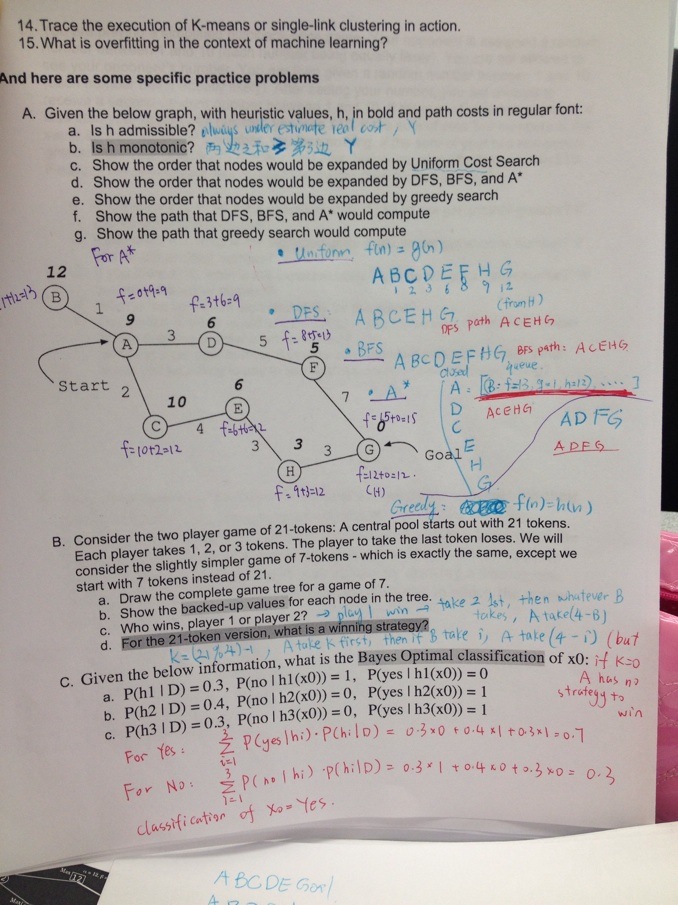 14. Trace the execution of K-means or single-link clustering in action.
15. What is overfitting in the context of machine learning?
And here are some specific practice problems
A. Given the below graph, with heuristic values, h, in bold and path costs in regular font:
a. Is h admissible? always under estimate real cost, Y
b. Is h monotonic? 两边之和 第3边 Y
c. Show the order that nodes would be expanded by Uniform Cost Search
d. Show the order that nodes would be expanded by DFS, BFS, and A*
e. Show the order that nodes would be expanded by greedy search
f. Show the path that DFS, BFS, and A* would compute
g. Show the path that greedy search would compute
For A*
• Uniform f(n) = g(n)
A B C D E F H G
1 2 3 6 8 9 12
(from H)
12
B
1+12=13
1
f=0+9=9
9
A
3
f=3+6=9
6
D
5
f=8+5=13
5
F
• DFS: A B C E H G
DFS path A C E H G
• BFS A B C D E F H G BFS path: A C E H G
closed queue
• A* A: [(B: f=13, g=1, h=12), .... ]
D
C
E
H
G
ACEHG
ADFG
ADFG
Start
2
10
C
f=10+2=12
4
6
E
f=6+6=12
3
3
H
f=9+3=12
3
7
f=15+0=15
G
Goal
f=12+0=12
(H)
Greedy: f(n)=h(n)
B. Consider the two player game of 21-tokens: A central pool starts out with 21 tokens.
Each player takes 1, 2, or 3 tokens. The player to take the last token loses. We will
consider the slightly simpler game of 7-tokens - which is exactly the same, except we
start with 7 tokens instead of 21.
a. Draw the complete game tree for a game of 7.
b. Show the backed-up values for each node in the tree.
c. Who wins, player 1 or player 2? → play 1 win → take 2 1st, then whatever B
takes, A take (4-B)
d. For the 21-token version, what is a winning strategy?
K=(21%4)-1, A take K first, then if B take i, A take (4-i) (but
if K=0
A has no
strategy to
win
C. Given the below information, what is the Bayes Optimal classification of x0:
a. P(h1 | D) = 0.3, P(no | h1(x0)) = 1, P(yes | h1(x0)) = 0
b. P(h2 | D) = 0.4, P(no | h2(x0)) = 0, P(yes | h2(x0)) = 1
c. P(h3 | D) = 0.3, P(no | h3(x0)) = 0, P(yes | h3(x0)) = 1
For Yes: 3 Σ i=1 P(yes|hi)·P(hi|D) = 0.3×0 + 0.4×1 + 0.3×1 = 0.7
For No: 3 Σ i=1 P(no|hi)·P(hi|D) = 0.3*1 + 0.4×0 + 0.3×0 = 0.3
classification of x0=Yes.
A B C D E Goal